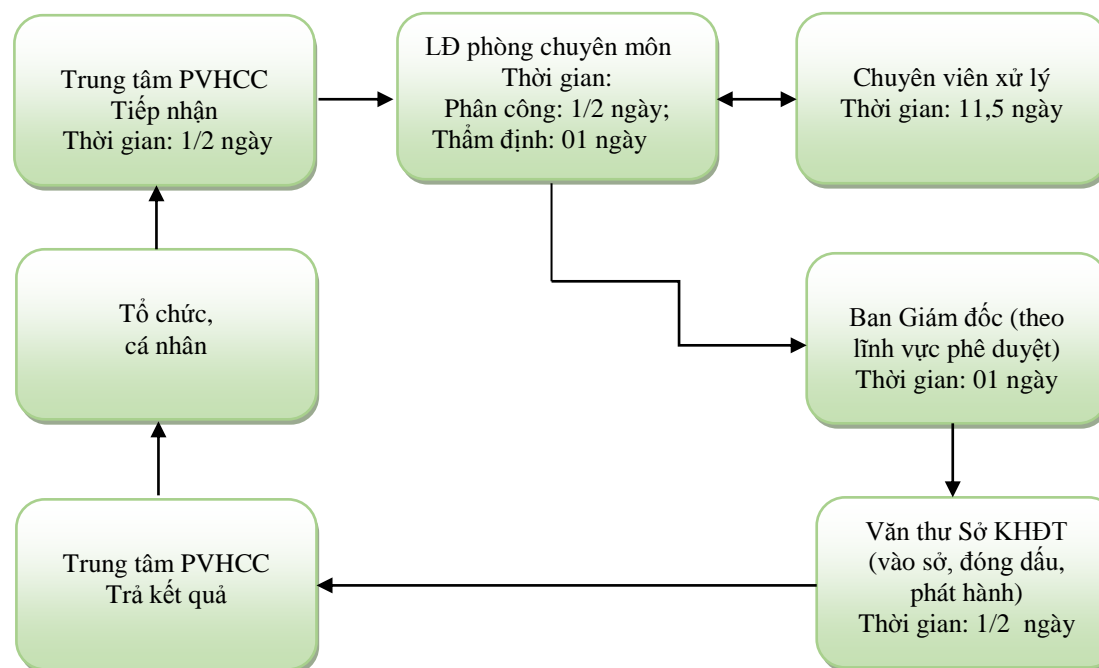 Trung tâm PVHCC
Tiếp nhận
Thời gian: 1/2 ngày
LĐ phòng chuyên môn
Thời gian:
Phân công: 1/2 ngày;
Thẩm định: 01 ngày
Chuyên viên xử lý
Thời gian: 11,5 ngày
Tổ chức,
cá nhân
Ban Giám đốc (theo
lĩnh vực phê duyệt)
Thời gian: 01 ngày
Trung tâm PVHCC
Trả kết quả
Văn thư Sở KHĐT
(vào sở, đóng dấu,
phát hành)
Thời gian: 1/2 ngày